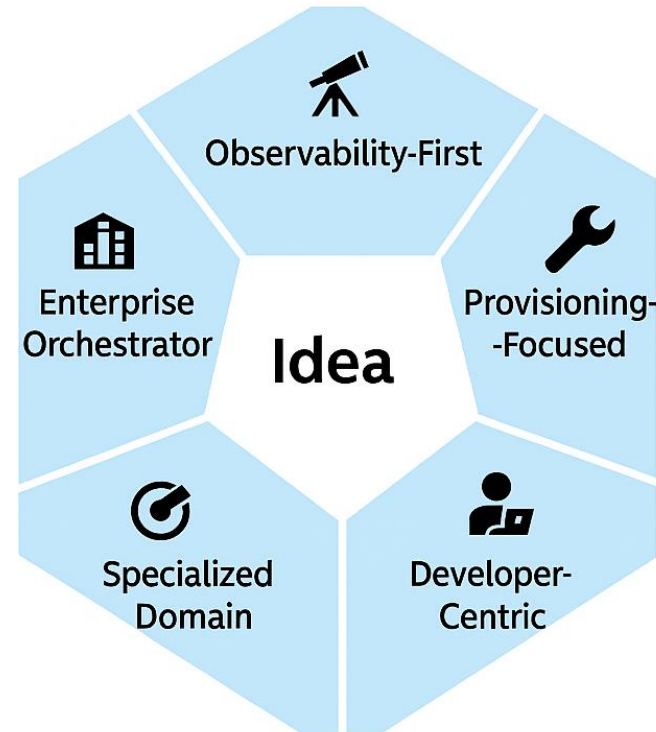 Observability-First
Enterprise
Orchestrator
Provisioning-
-Focused
Idea
Specialized
Domain
Developer-
Centric